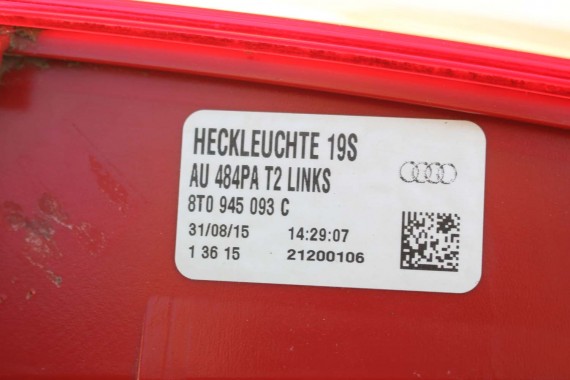 HECKLEUCHTE 19S
AU 484PA T2 LINKS
8T0 945 093 C
31/08/15 14:29:07
1 36 15 21200106